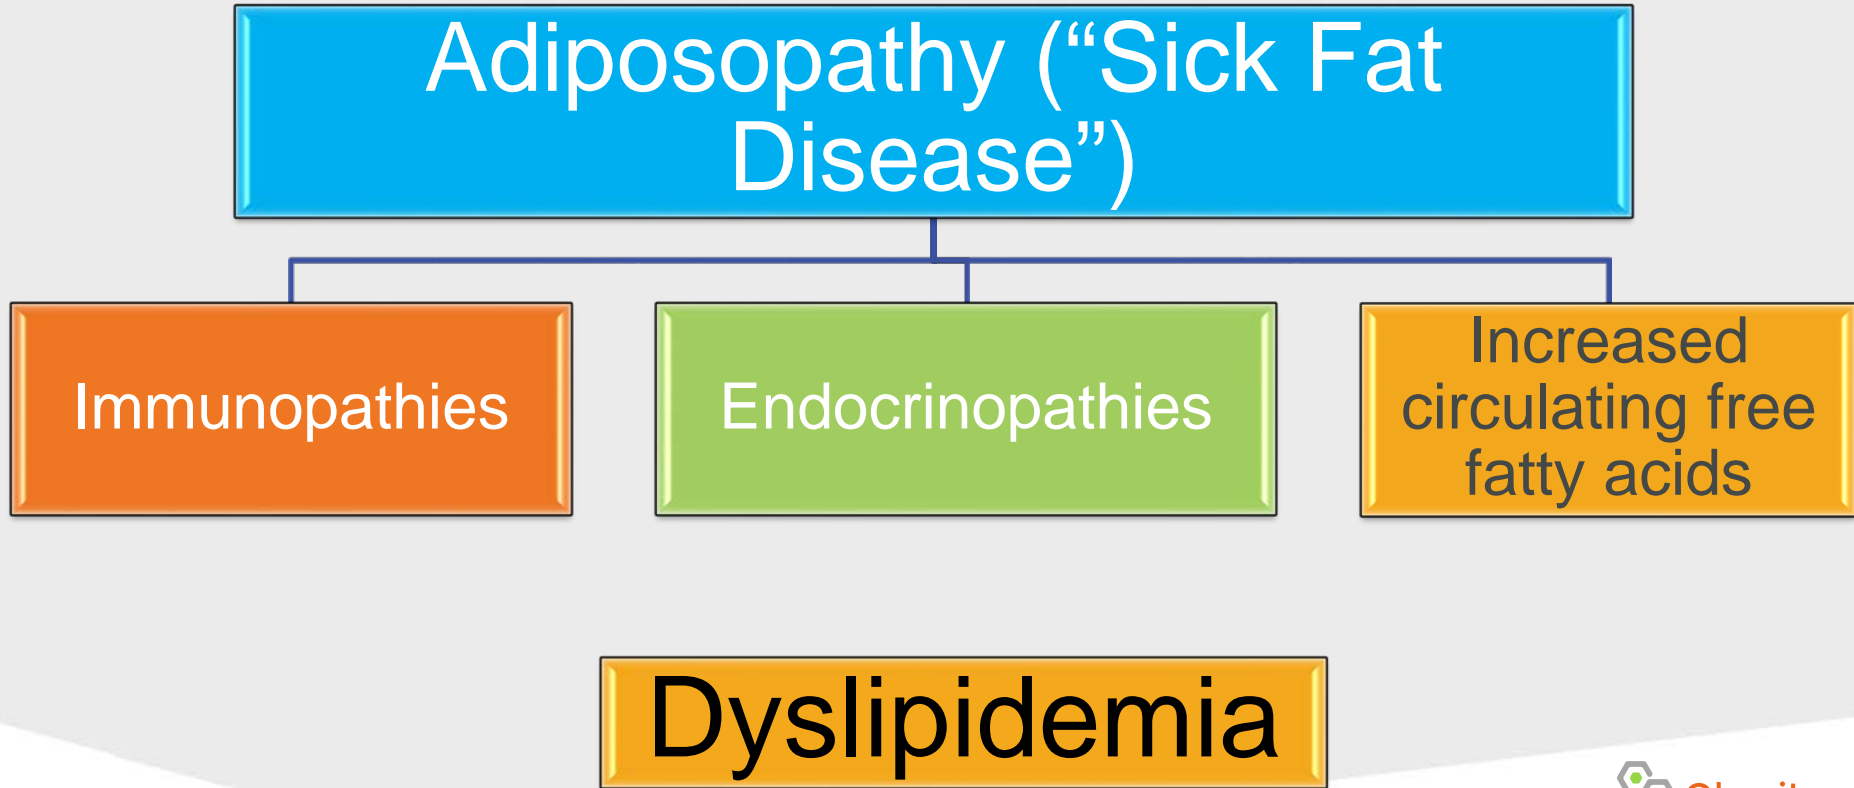 Adiposopathy (“Sick Fat
Disease”)
Immunopathies
Endocrinopathies
Increased
circulating free
fatty acids
Dyslipidemia